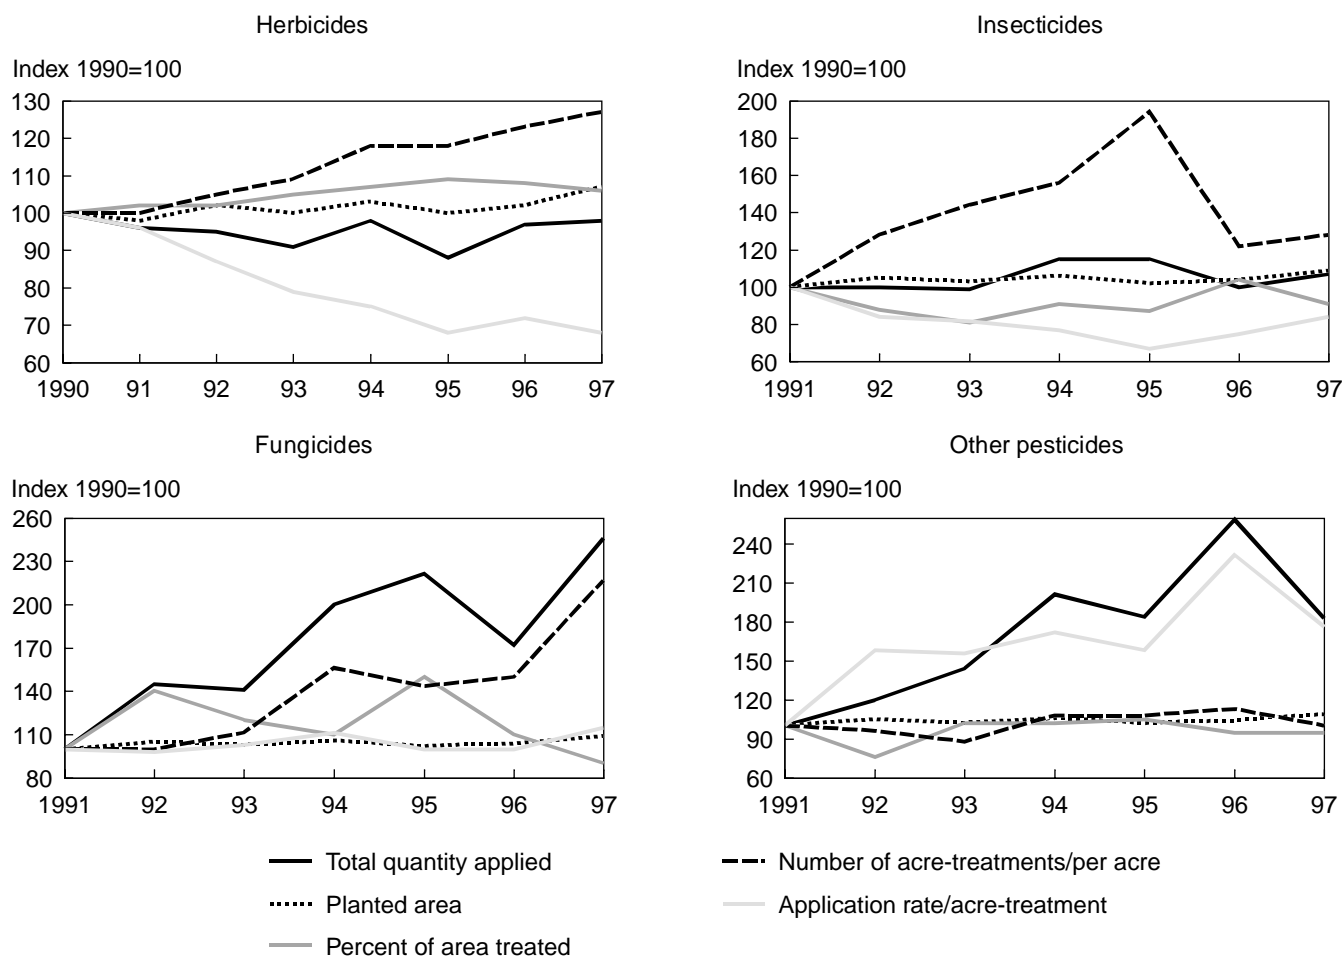 Herbicides
Index 1990=100
130
120
110
100
90
80
70
60
1990 91 92 93 94 95 96 97
Insecticides
Index 1990=100
200
180
160
140
120
100
80
60
1991 92 93 94 95 96 97
Fungicides
Index 1990=100
260
230
200
170
140
110
80
1991 92 93 94 95 96 97
Other pesticides
Index 1990=100
240
210
180
150
120
90
60
1991 92 93 94 95 96 97
Total quantity applied
Planted area
Percent of area treated
Number of acre-treatments/per acre
Application rate/acre-treatment